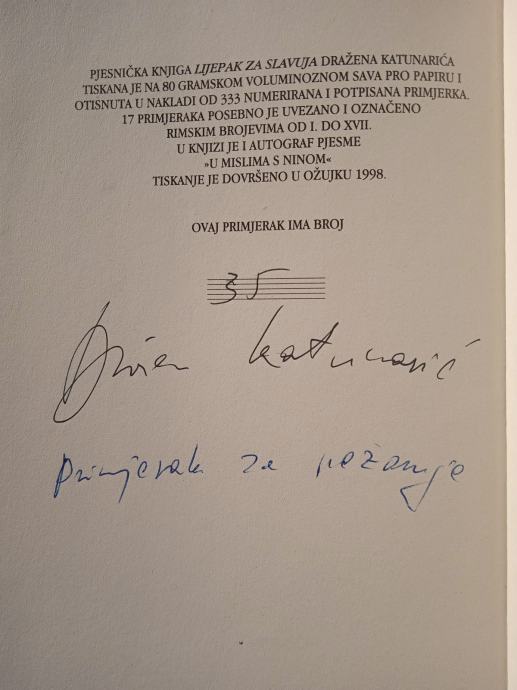 PJESNIČKA KNJIGA LIJEPAK ZA SLAVUJA DRAŽENA KATUNARIĆA
TISKANA JE NA 80 GRAMSKOM VOLUMINOZNOM SAVA PRO PAPIRU I
OTISNUTA U NAKLADI OD 333 NUMERIRANA I POTPISANA PRIMJERKA.
17 PRIMJERAKA POSEBNO JE UVEZANO I OZNAČENO
RIMSKIM BROJEVIMA OD I. DO XVII.
U KNJIZI JE I AUTOGRAF PJESME
»U MISLIMA S NINOM«
TISKANJE JE DOVRŠENO U OŽUJKU 1998.
OVAJ PRIMJERAK IMA BROJ
35
Dražen Katunarić
Primjerak za